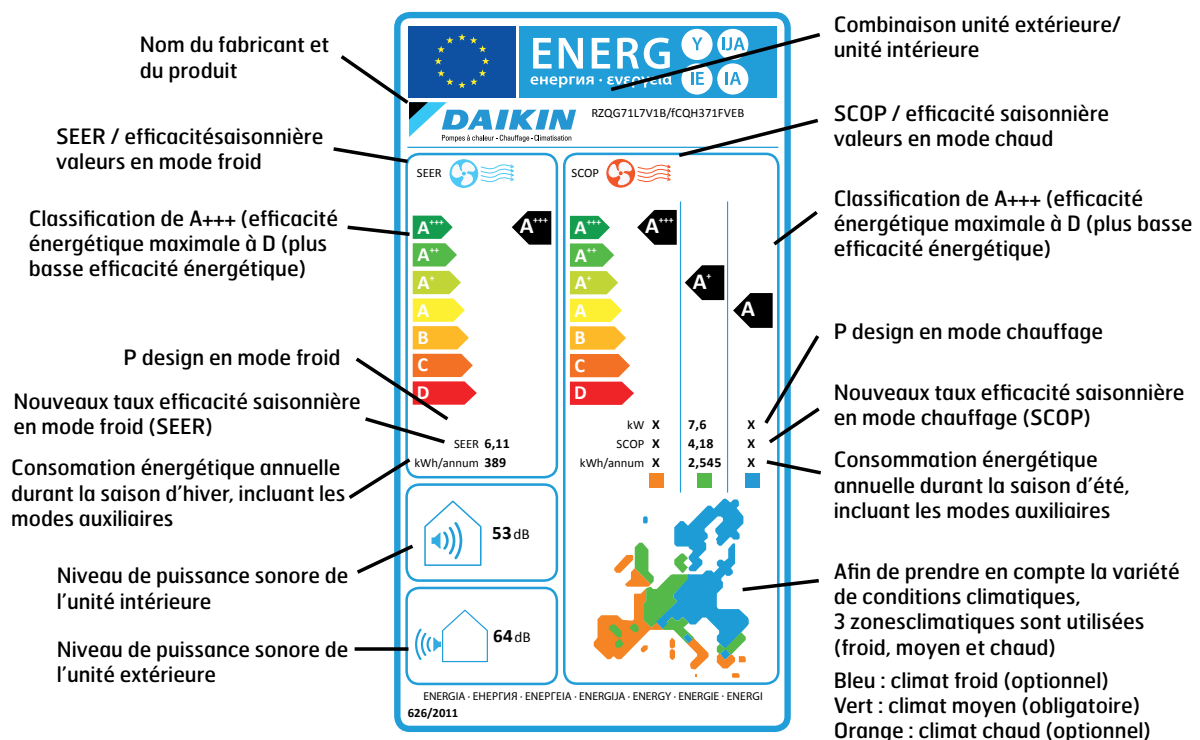 Nom du fabricant et
du produit
SEER / efficacitésaisonnière
valeurs en mode froid
Classification de A+++ (efficacité
énergétique maximale à D (plus
basse efficacité énergétique)
P design en mode froid
Nouveaux taux efficacité saisonnière
en mode froid (SEER)
Consomation énergétique annuelle
durant la saison d'hiver, incluant les
modes auxiliaires
Niveau de puissance sonore de
l'unité intérieure
Niveau de puissance sonore de
l'unité extérieure
ENERG Y IJA
енергия · ενεργεια IE IA
DAIKIN RZQG71L7V1B/fCQH371FVEB
Pompes à chaleur - Chauffage - Climatisation
SEER
A+++ A+++
A++
A+
A
B
C
D
SEER 6,11
kWh/annum 389
53 dB
64 dB
SCOP
A+++ A+++
A++
A+ A+
A A
B
C
D
kW X 7,6 X
SCOP X 4,18 X
kWh/annum X 2,545 X
ENERGIA · ЕНЕРГИЯ · ΕΝΕΡΓΕΙΑ · ENERGIJA · ENERGY · ENERGIE · ENERGI
626/2011
Combinaison unité extérieure/
unité intérieure
SCOP / efficacité saisonnière
valeurs en mode chaud
Classification de A+++ (efficacité
énergétique maximale à D (plus basse
efficacité énergétique)
P design en mode chauffage
Nouveaux taux efficacité saisonnière
en mode chauffage (SCOP)
Consommation énergétique
annuelle durant la saison d'été,
incluant les modes auxiliaires
Afin de prendre en compte la variété
de conditions climatiques,
3 zonesclimatiques sont utilisées
(froid, moyen et chaud)
Bleu : climat froid (optionnel)
Vert : climat moyen (obligatoire)
Orange : climat chaud (optionnel)